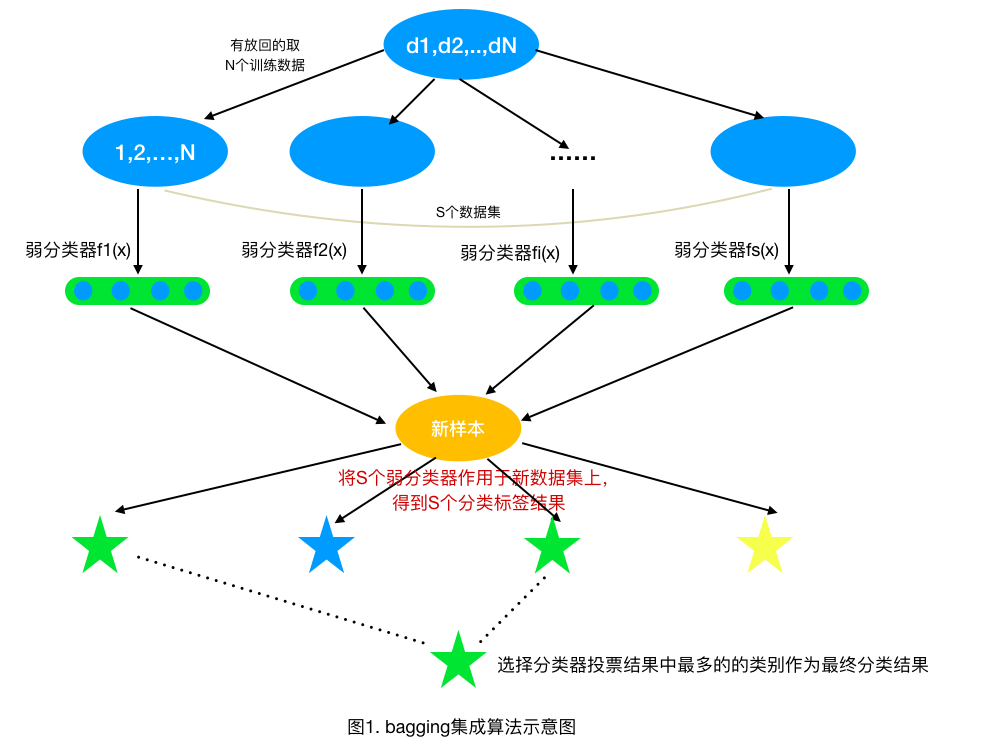 d1,d2,..,dN
有放回的取
N个训练数据
1,2,...,N
......
S个数据集
弱分类器f1(x)
弱分类器f2(x)
弱分类器fi(x)
弱分类器fs(x)
新样本
将S个弱分类器作用于新数据集上，
得到S个分类标签结果
选择分类器投票结果中最多的的类别作为最终分类结果
图1. bagging集成算法示意图